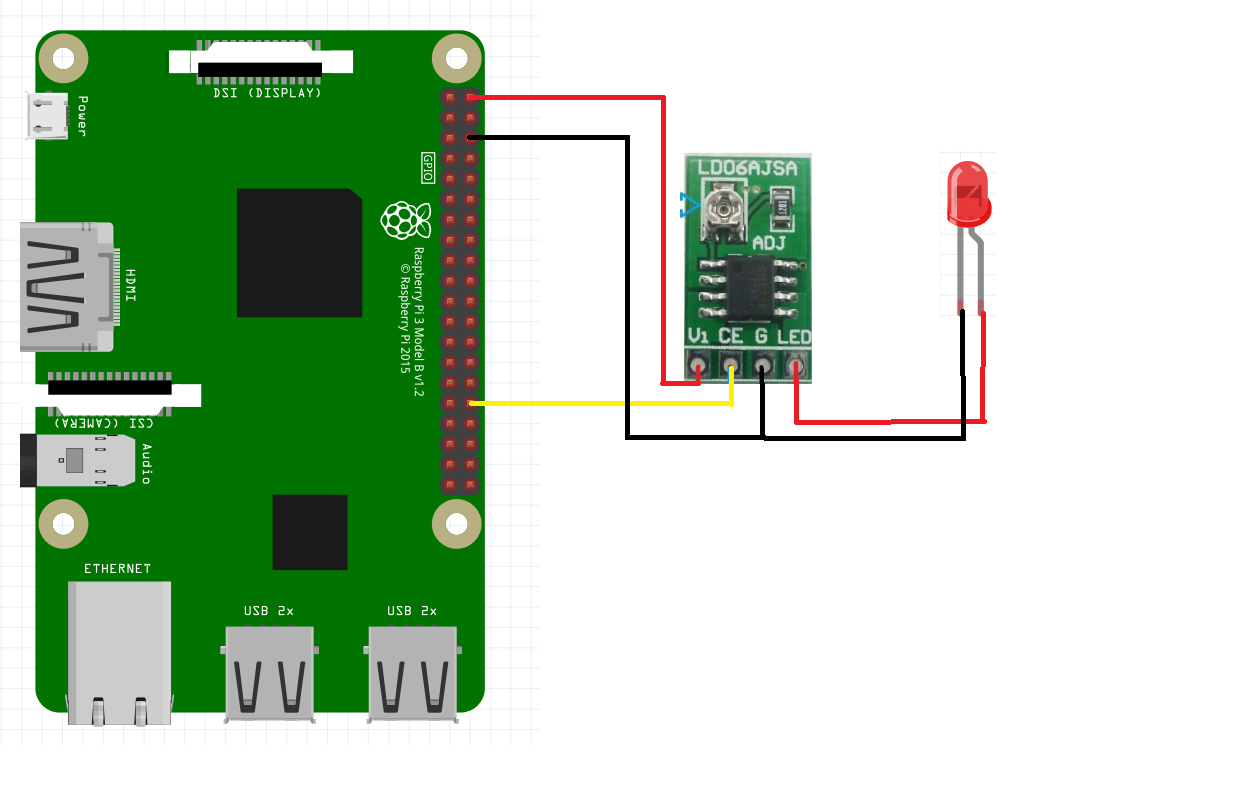 DSI (DISPLAY)
Power
GPIO
HDMI
Raspberry Pi 3 Model B v1.2
© Raspberry Pi 2015
CSI (CAMERA)
Audio
ETHERNET
USB 2x
USB 2x
LD06AJSA
1201
ADJ
V1 CE G LED